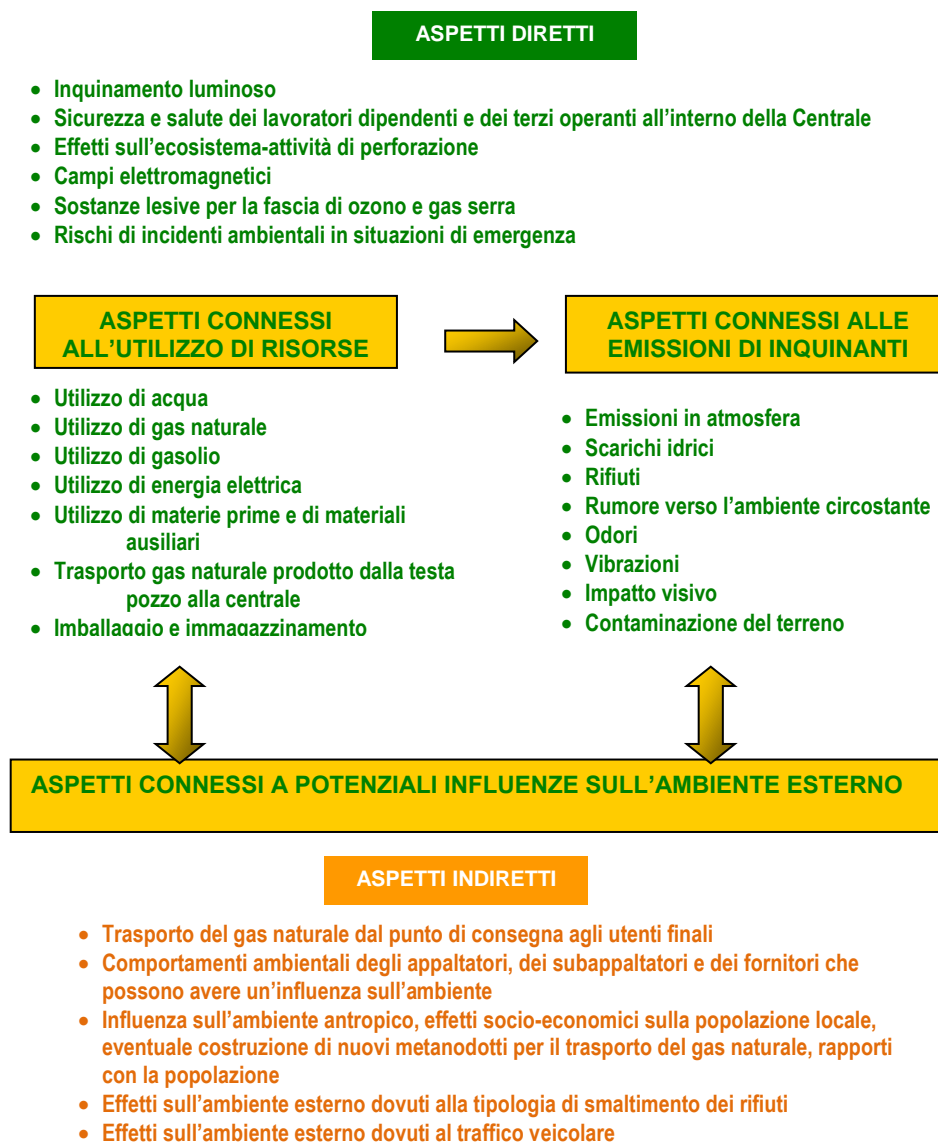 ASPETTI DIRETTI
• Inquinamento luminoso
• Sicurezza e salute dei lavoratori dipendenti e dei terzi operanti all'interno della Centrale
• Effetti sull'ecosistema-attività di perforazione
• Campi elettromagnetici
• Sostanze lesive per la fascia di ozono e gas serra
• Rischi di incidenti ambientali in situazioni di emergenza
ASPETTI CONNESSI
ALL'UTILIZZO DI RISORSE
• Utilizzo di acqua
• Utilizzo di gas naturale
• Utilizzo di gasolio
• Utilizzo di energia elettrica
• Utilizzo di materie prime e di materiali
ausiliari
• Trasporto gas naturale prodotto dalla testa
pozzo alla centrale
• Imballaggio e immagazzinamento
ASPETTI CONNESSI ALLE
EMISSIONI DI INQUINANTI
• Emissioni in atmosfera
• Scarichi idrici
• Rifiuti
• Rumore verso l'ambiente circostante
• Odori
• Vibrazioni
• Impatto visivo
• Contaminazione del terreno
ASPETTI CONNESSI A POTENZIALI INFLUENZE SULL'AMBIENTE ESTERNO
ASPETTI INDIRETTI
• Trasporto del gas naturale dal punto di consegna agli utenti finali
• Comportamenti ambientali degli appaltatori, dei subappaltatori e dei fornitori che
possono avere un'influenza sull'ambiente
• Influenza sull'ambiente antropico, effetti socio-economici sulla popolazione locale,
eventuale costruzione di nuovi metanodotti per il trasporto del gas naturale, rapporti
con la popolazione
• Effetti sull'ambiente esterno dovuti alla tipologia di smaltimento dei rifiuti
• Effetti sull'ambiente esterno dovuti al traffico veicolare